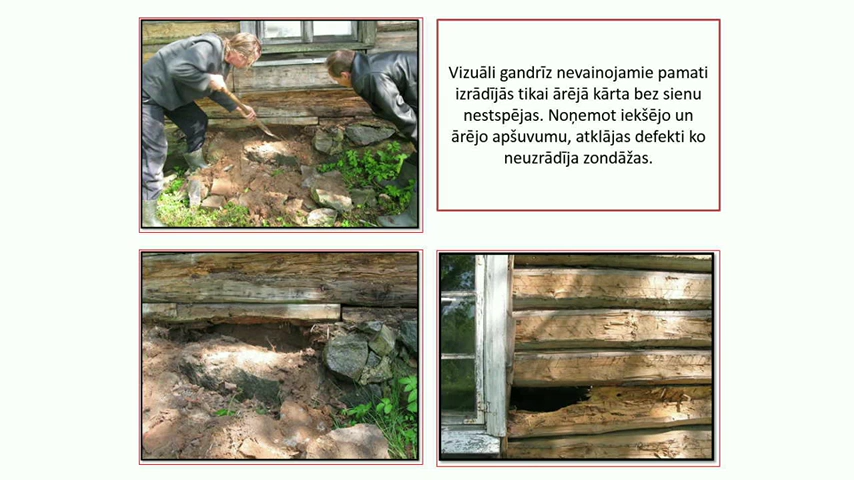 Vizuāli gandrīz nevainojamie pamati
izrādījās tikai ārējā kārta bez sienu
nestspējas. Noņemot iekšējo un
ārējo apšuvumu, atklājas defekti ko
neuzrādīja zondāžas.